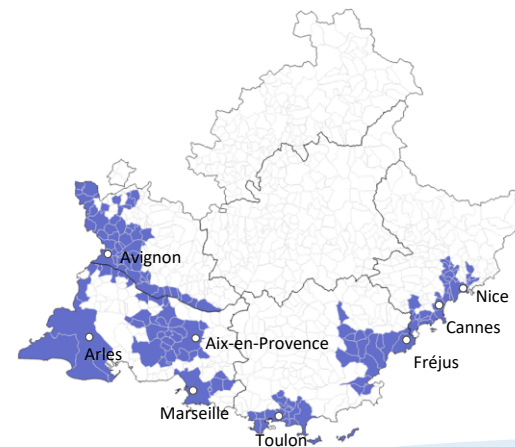 Avignon
Nice
Cannes
Arles
Aix-en-Provence
Fréjus
Marseille
Toulon